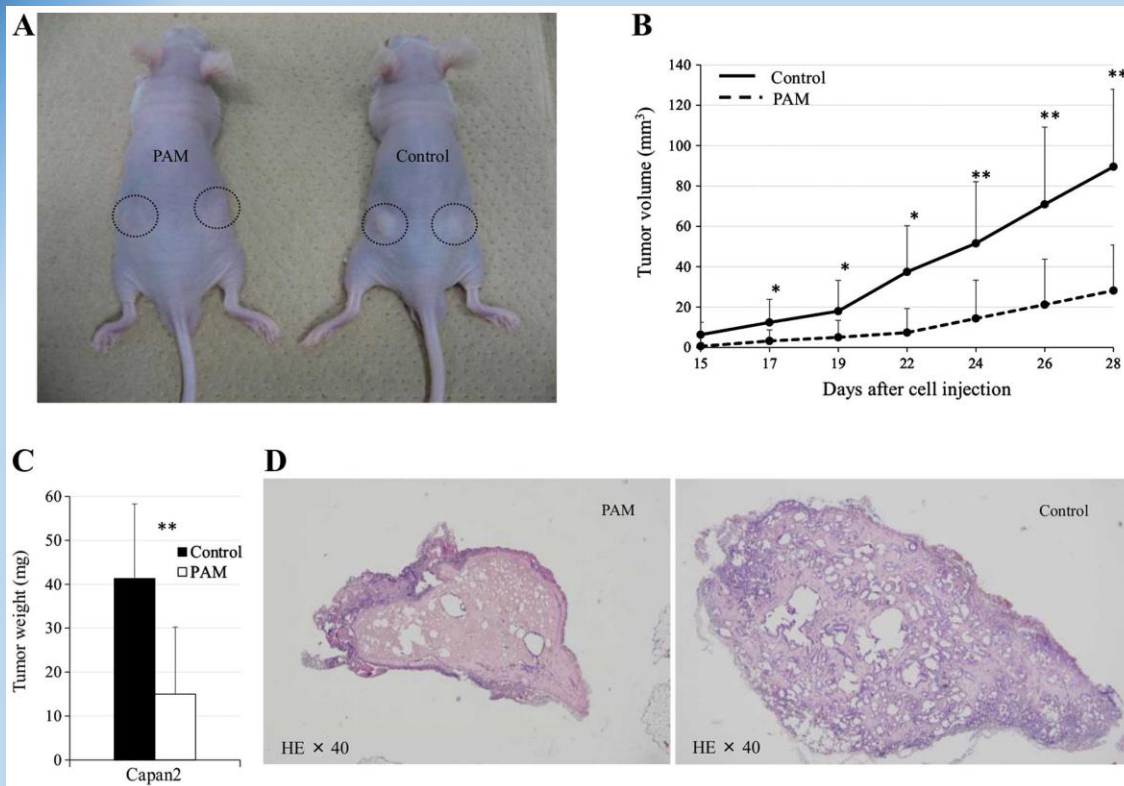 A
PAM
Control
B
Control
PAM
Tumor volume (mm³)
140
120
100
80
60
40
20
0
*
*
*
**
**
**
15 17 19 22 24 26 28
Days after cell injection
C
Tumor weight (mg)
60
50
40
30
20
10
0
**
Control
PAM
Capan2
D
PAM
HE × 40
Control
HE × 40